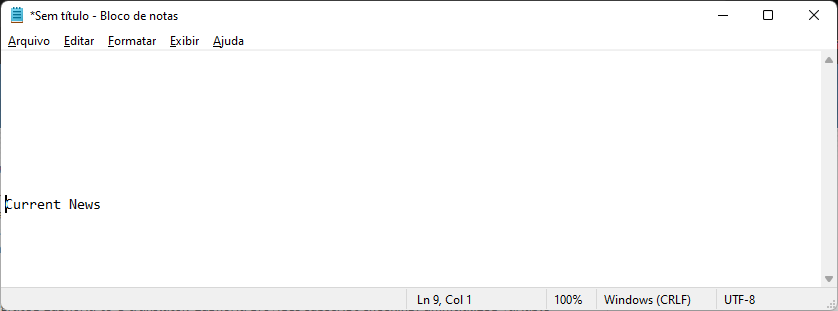 *Sem título - Bloco de notas
Arquivo Editar Formatar Exibir Ajuda
Current News
Ln 9, Col 1 100% Windows (CRLF) UTF-8